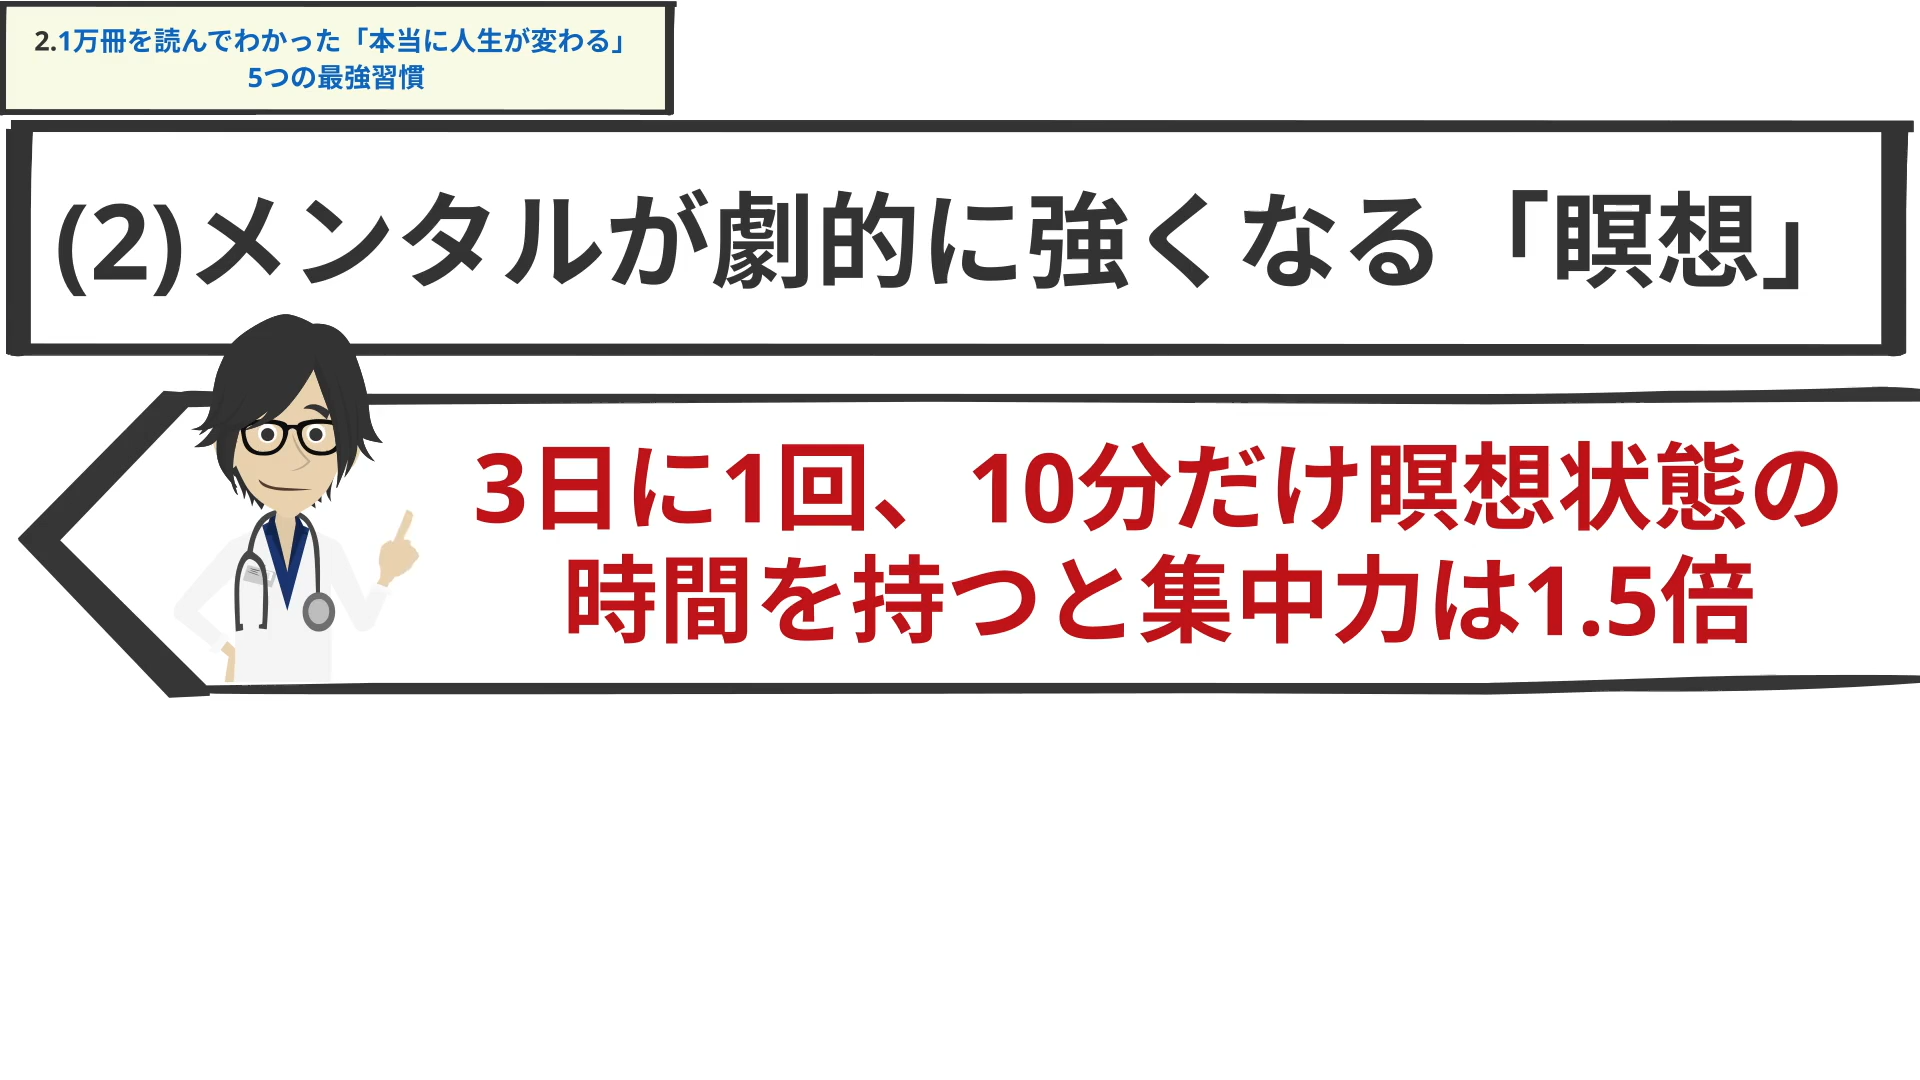 2.1万冊を読んでわかった「本当に人生が変わる」
5つの最強習慣
(2)メンタルが劇的に強くなる「瞑想」
3日に1回、10分だけ瞑想状態の
時間を持つと集中力は1.5倍